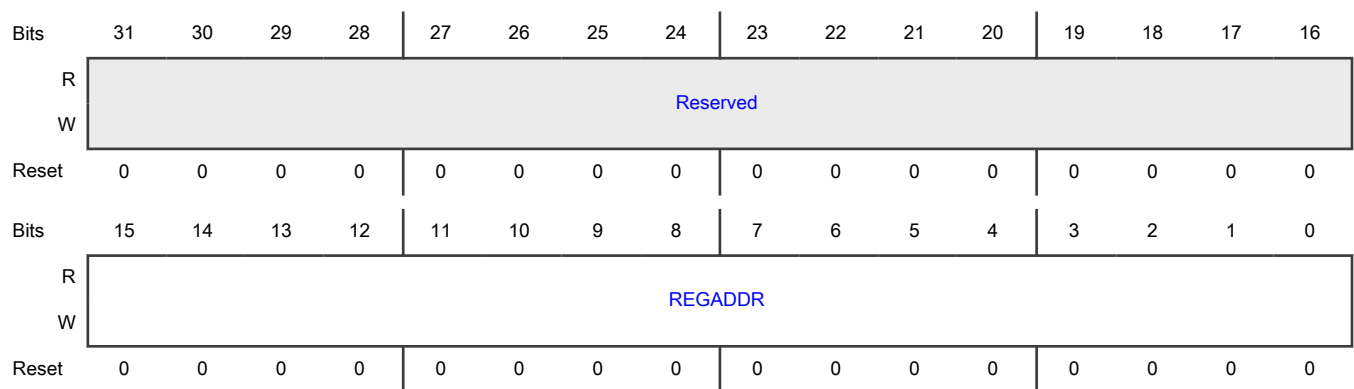 Bits 31 30 29 28 27 26 25 24 23 22 21 20 19 18 17 16
R
Reserved
W
Reset 0 0 0 0 0 0 0 0 0 0 0 0 0 0 0 0
Bits 15 14 13 12 11 10 9 8 7 6 5 4 3 2 1 0
R
REGADDR
W
Reset 0 0 0 0 0 0 0 0 0 0 0 0 0 0 0 0